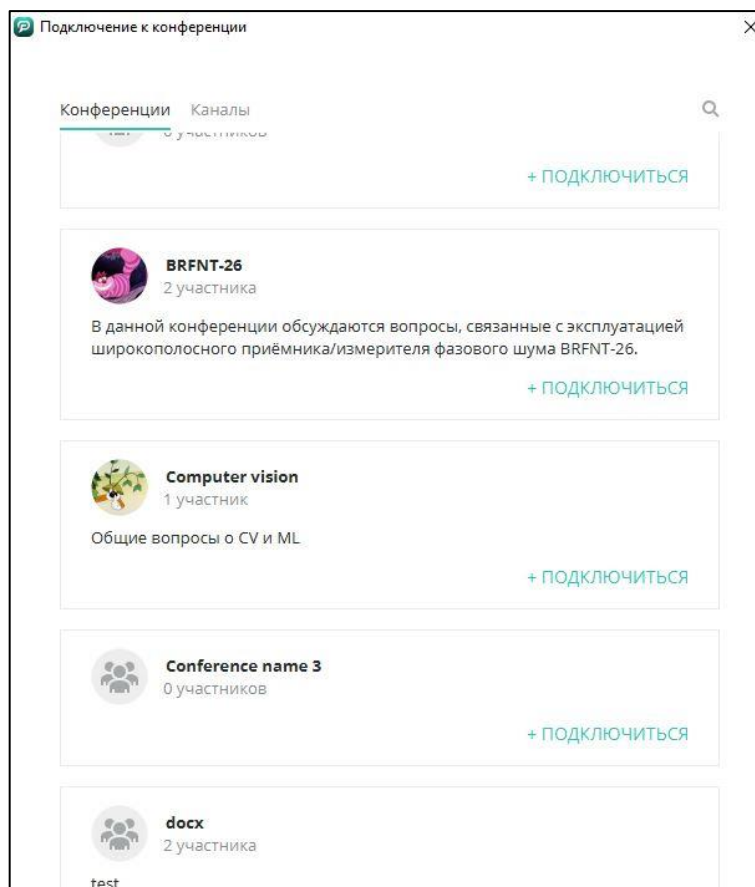 Подключение к конференции
Конференции Каналы
0 участников
+ ПОДКЛЮЧИТЬСЯ
BRFNT-26
2 участника
В данной конференции обсуждаются вопросы, связанные с эксплуатацией
широкополосного приёмника/измерителя фазового шума BRFNT-26.
+ ПОДКЛЮЧИТЬСЯ
Computer vision
1 участник
Общие вопросы о CV и ML
+ ПОДКЛЮЧИТЬСЯ
Conference name 3
0 участников
+ ПОДКЛЮЧИТЬСЯ
docx
2 участника
test